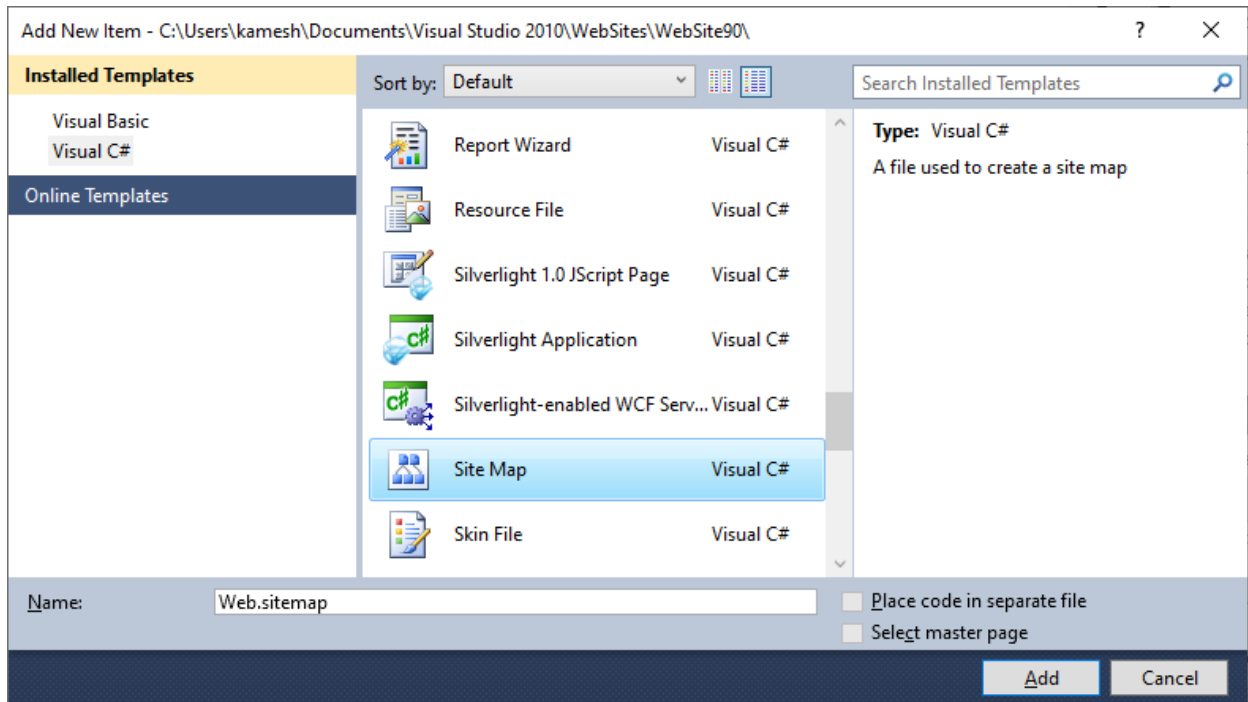 Add New Item - C:\Users\kamesh\Documents\Visual Studio 2010\WebSites\WebSite90\
Installed Templates
Visual Basic
Visual C#
Online Templates
Sort by: Default
Search Installed Templates
Report Wizard Visual C#
Resource File Visual C#
Silverlight 1.0 JScript Page Visual C#
Silverlight Application Visual C#
Silverlight-enabled WCF Serv... Visual C#
Site Map Visual C#
Skin File Visual C#
Type: Visual C#
A file used to create a site map
Name: Web.sitemap
Place code in separate file
Select master page
Add Cancel